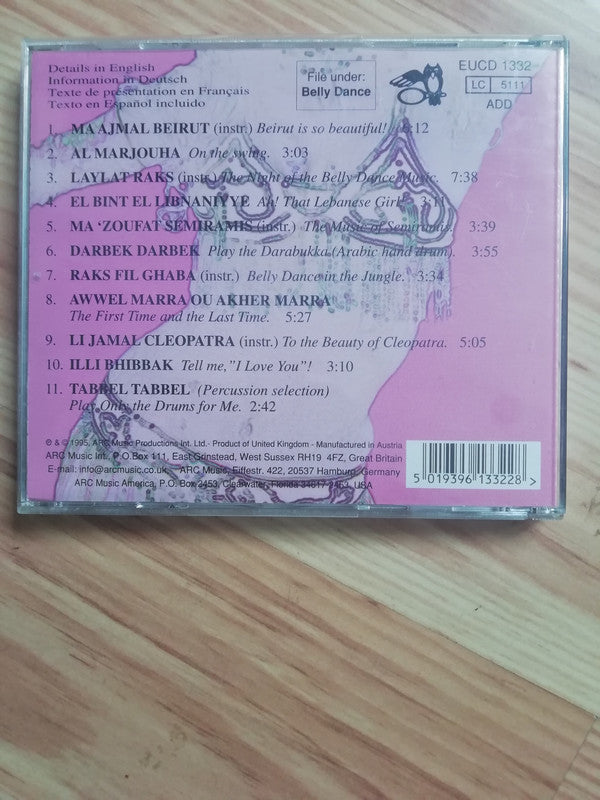 Details in English
Information in Deutsch
Texte de présentation en Français
Texto en Español incluido
File under:
Belly Dance
EUCD 1332
LC 5111
ADD
1. MA AJMAL BEIRUT (instr.) Beirut is so beautiful! 6:12
2. AL MARJOUHA On the swing. 3:03
3. LAYLAT RAKS (instr.) The Night of the Belly Dance Music. 7:38
4. EL BINT EL LIBNANIYYE Ah! That Lebanese Girl! 3:11
5. MA ‘ZOUFAT SEMIRAMIS (instr.) The Music of Semiramis. 3:39
6. DARBEK DARBEK Play the Darabukka (Arabic hand drum). 3:55
7. RAKS FIL GHABA (instr.) Belly Dance in the Jungle. 3:34
8. AWWEL MARRA OU AKHER MARRA
The First Time and the Last Time. 5:27
9. LI JAMAL CLEOPATRA (instr.) To the Beauty of Cleopatra. 5:05
10. ILLI BHIBBAK Tell me,"I Love You"! 3:10
11. TABBEL TABBEL (Percussion selection)
Play Only the Drums for Me. 2:42
℗ & © 1995, ARC Music Productions Int. Ltd.- Product of United Kingdom - Manufactured in Austria
ARC Music Int., P.O.Box 111, East Grinstead, West Sussex RH19 4FZ, Great Britain
E-mail: info@arcmusic.co.uk ARC Music, Eiffestr. 422, 20537 Hamburg, Germany
ARC Music America, P.O. Box 2453, Clearwater, Florida 34617-2453, USA
5 019396 133228 >